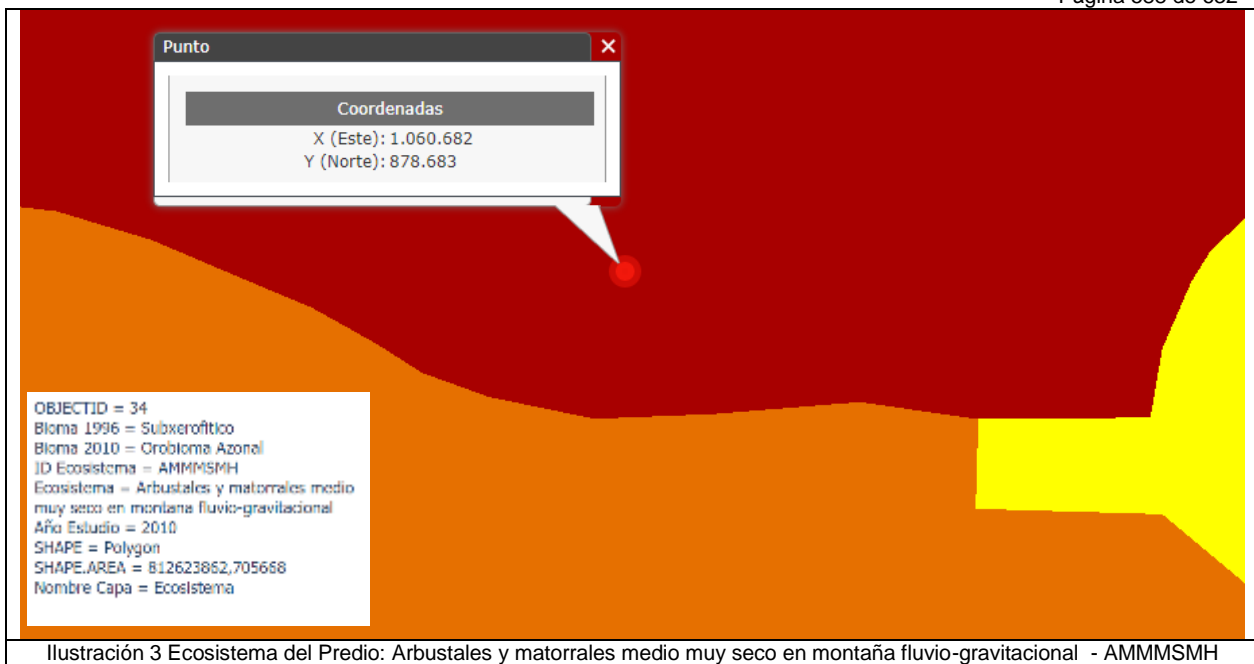 Punto
Coordenadas
X (Este): 1.060.682
Y (Norte): 878.683
OBJECTID = 34
Bioma 1996 = Subxerofitico
Bioma 2010 = Orobioma Azonal
ID Ecosistema = AMMMSMH
Ecosistema = Arbustales y matorrales medio
muy seco en montana fluvio-gravitacional
Año Estudio = 2010
SHAPE = Polygon
SHAPE.AREA = 812623862,705668
Nombre Capa = Ecosistema
Ilustración 3 Ecosistema del Predio: Arbustales y matorrales medio muy seco en montaña fluvio-gravitacional - AMMMSMH